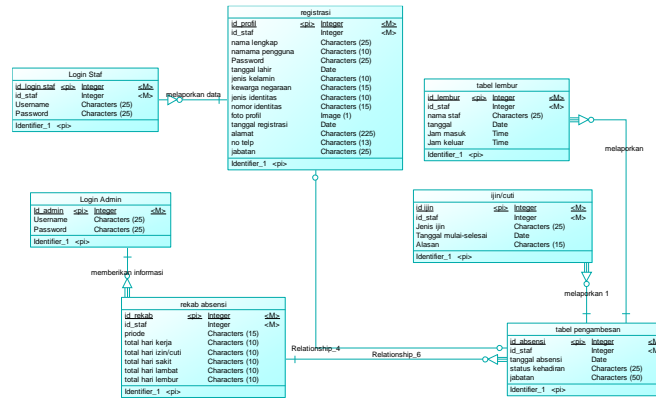 registrasi
id_profil <pi> Integer <M>
id_staf Integer <M>
nama lengkap Characters (25)
namama pengguna Characters (10)
Password Characters (25)
tanggal lahir Date
jenis kelamin Characters (10)
kewarga negaraan Characters (15)
jenis identitas Characters (10)
nomor identitas Characters (15)
foto profil Image (1)
tanggal registrasi Date
alamat Characters (225)
no telp Characters (13)
jabatan Characters (25)
Identifier_1 <pi>
Login Staf
id_login staf <pi> Integer <M>
id_staf Integer <M>
Username Characters (25)
Password Characters (25)
Identifier_1 <pi>
melaporkan data
tabel lembur
id_lembur <pi> Integer <M>
id_staf Integer <M>
nama staf Characters (25)
tanggal Date
Jam masuk Time
Jam keluar Time
Identifier_1 <pi>
melaporkan
Login Admin
Id_admin <pi> Integer <M>
Username Characters (25)
Password Characters (25)
Identifier_1 <pi>
ijin/cuti
id ijin <pi> Integer <M>
id_staf Integer <M>
Jenis ijin Characters (25)
Tanggal mulai-selesai Date
Alasan Characters (15)
Identifier_1 <pi>
memberikan informasi
melaporkan 1
rekab absensi
id_rekab <pi> Integer <M>
id_staf Integer <M>
priode Characters (15)
total hari kerja Characters (10)
total hari izin/cuti Characters (10)
total hari sakit Characters (10)
total hari lambat Characters (10)
total hari lembur Characters (10)
Identifier_1 <pi>
Relationship_4
Relationship_6
tabel pengambesan
id_absensi <pi> Integer <M>
id_staf Integer <M>
tanggal absensi Date
status kehadiran Characters (25)
jabatan Characters (50)
Identifier_1 <pi>